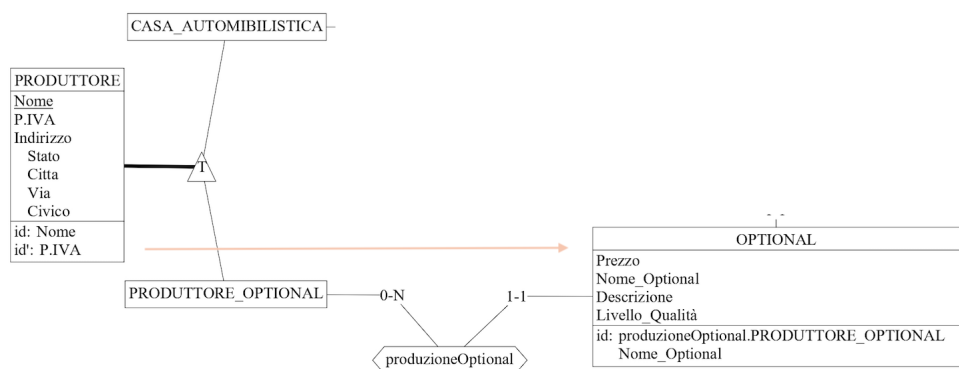 CASA_AUTOMIBILISTICA
PRODUTTORE
Nome
P.IVA
Indirizzo
Stato
Citta
Via
Civico
id: Nome
id': P.IVA
T
PRODUTTORE_OPTIONAL
0-N
1-1
produzioneOptional
OPTIONAL
Prezzo
Nome_Optional
Descrizione
Livello_Qualità
id: produzioneOptional.PRODUTTORE_OPTIONAL
Nome_Optional